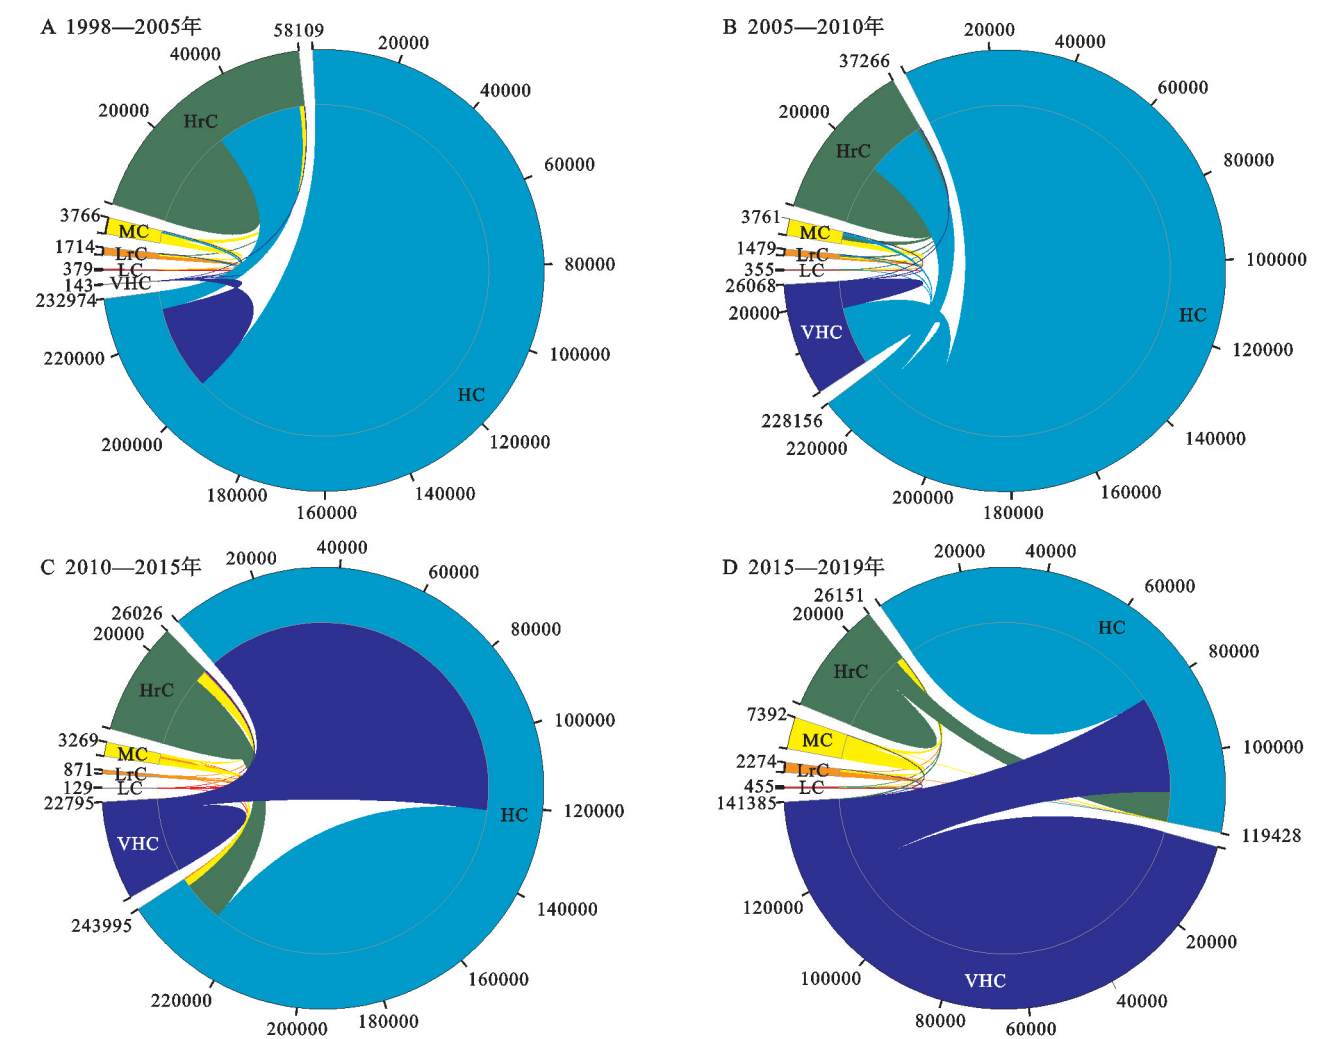 A 1998—2005年
58109
20000
40000
60000
80000
100000
120000
140000
160000
180000
200000
220000
232974
143
379
1714
3766
20000
40000
HrC
MC
LrC
LC
VHC
HC
B 2005—2010年
37266
20000
40000
60000
80000
100000
120000
140000
160000
180000
200000
220000
228156
20000
26068
355
1479
3761
20000
HrC
MC
LrC
LC
VHC
HC
C 2010—2015年
26026
20000
40000
60000
80000
100000
120000
140000
160000
180000
200000
220000
243995
22795
129
871
3269
20000
HrC
MC
LrC
LC
VHC
HC
D 2015—2019年
26151
20000
40000
60000
80000
100000
119428
20000
40000
60000
80000
100000
120000
141385
455
2274
7392
20000
HrC
MC
LrC
LC
VHC
HC